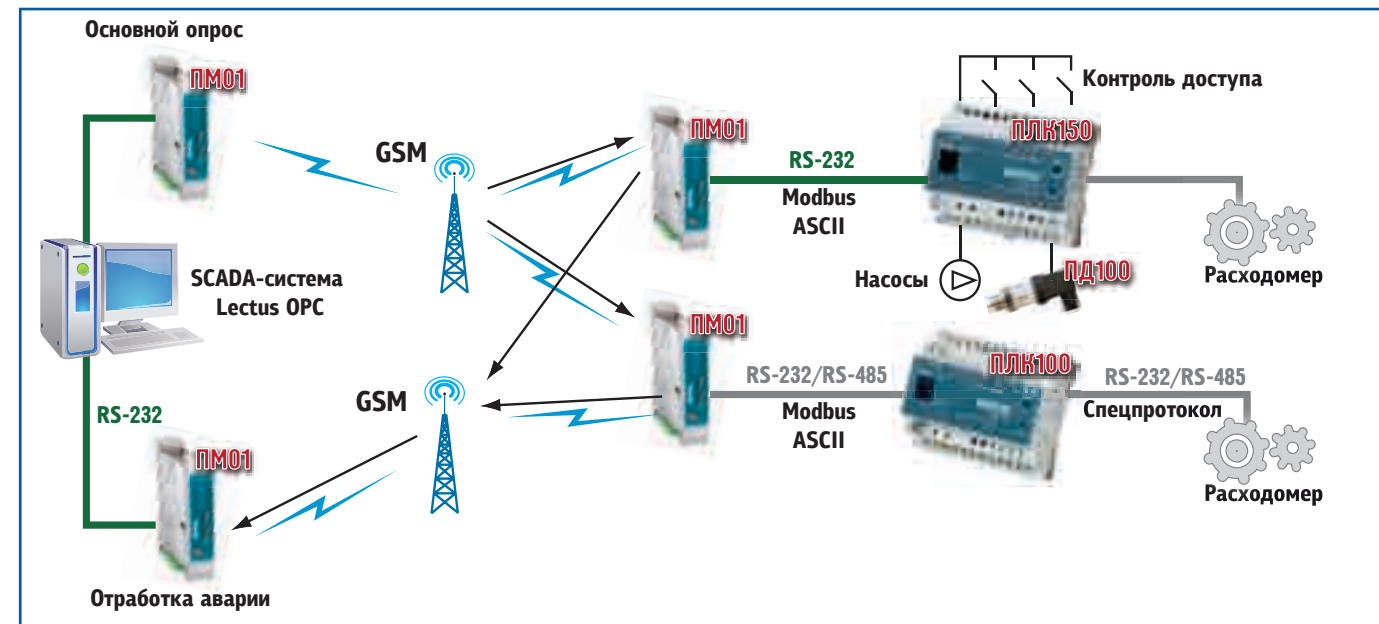 Основной опрос
ПМ01
GSM
ПМ01
RS-232
Modbus
ASCII
ПЛК150
Контроль доступа
Насосы
ПД100
Расходомер
SCADA-система
Lectus OPC
ПМ01
RS-232/RS-485
Modbus
ASCII
ПЛК100
RS-232/RS-485
Спецпротокол
Расходомер
GSM
RS-232
ПМ01
Отработка аварии